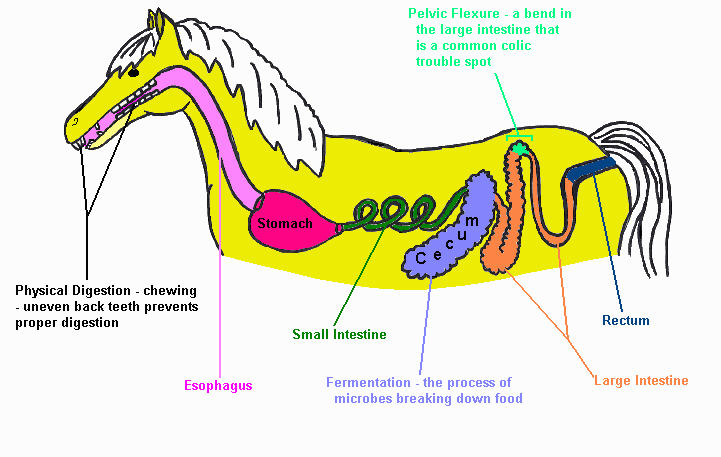 Pelvic Flexure - a bend in
the large intestine that
is a common colic
trouble spot
Stomach
Cecum
Physical Digestion - chewing
- uneven back teeth prevents
proper digestion
Small Intestine
Rectum
Esophagus
Fermentation - the process of
microbes breaking down food
Large Intestine